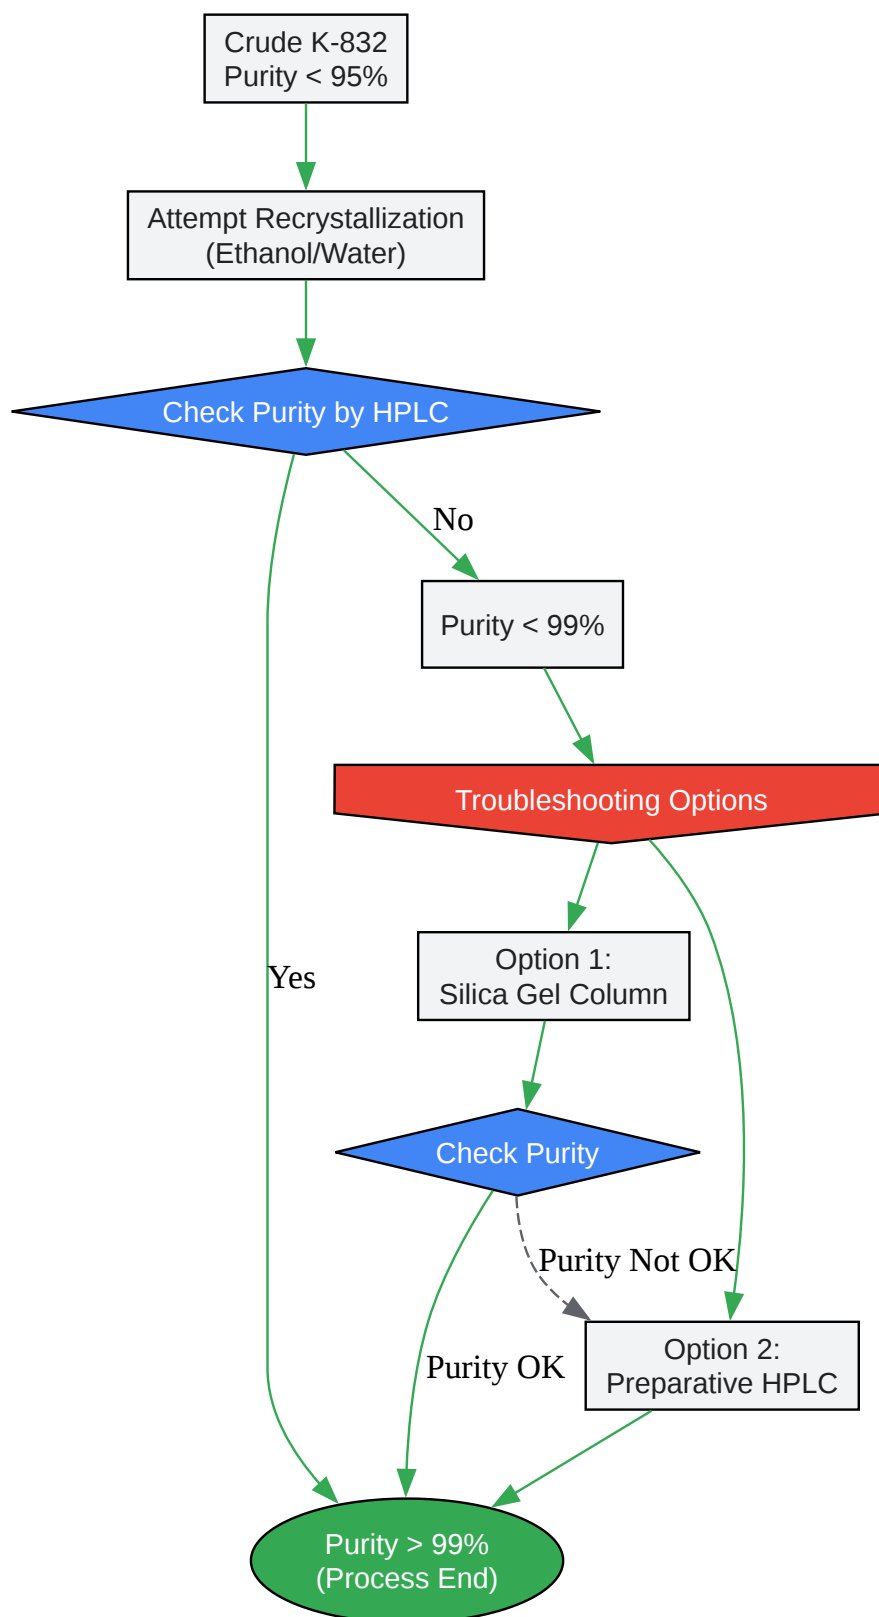 Crude K-832
Purity < 95%
Attempt Recrystallization
(Ethanol/Water)
Check Purity by HPLC
No
Purity < 99%
Troubleshooting Options
Option 1:
Silica Gel Column
Yes
Check Purity
Purity Not OK
Option 2:
Preparative HPLC
Purity OK
Purity > 99%
(Process End)